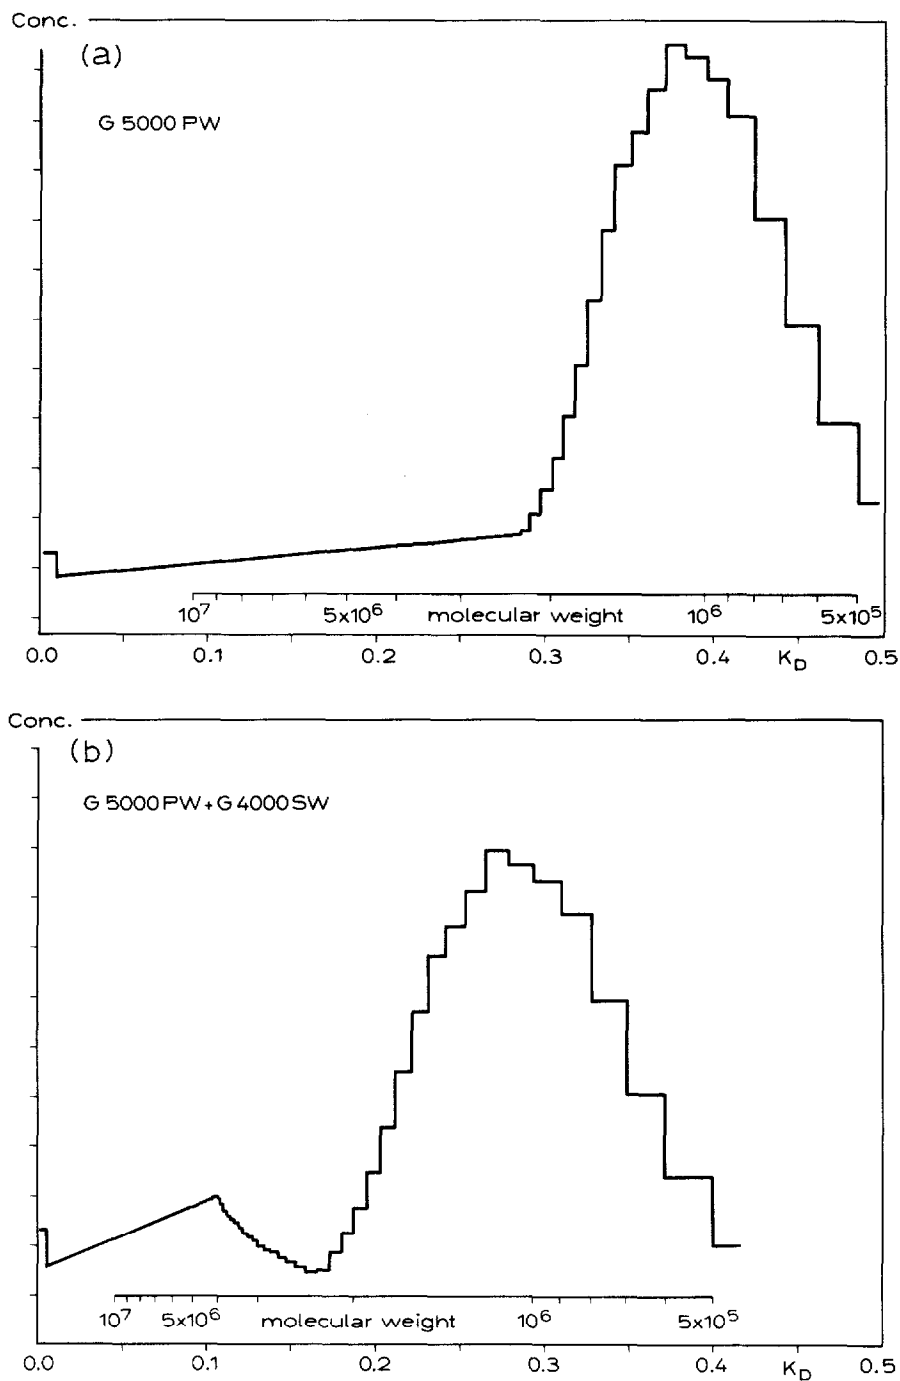 Conc.
(a)
G 5000 PW
10⁷ 5x10⁶ molecular weight 10⁶ 5x10⁵
0.0 0.1 0.2 0.3 0.4 K_D 0.5
Conc.
(b)
G 5000 PW + G 4000 SW
10⁷ 5x10⁶ molecular weight 10⁶ 5x10⁵
0.0 0.1 0.2 0.3 0.4 K_D 0.5